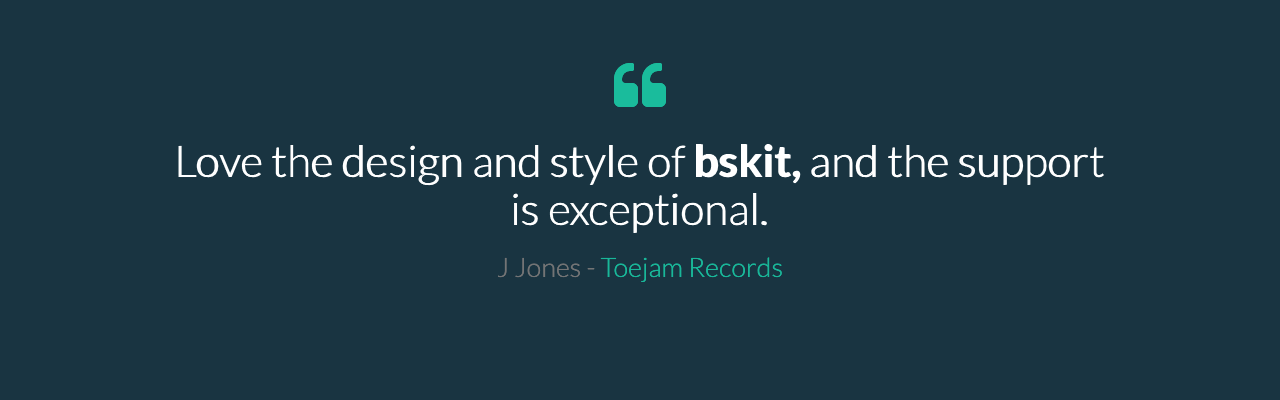 Love the design and style of bskit, and the support
is exceptional.
J Jones - Toejam Records